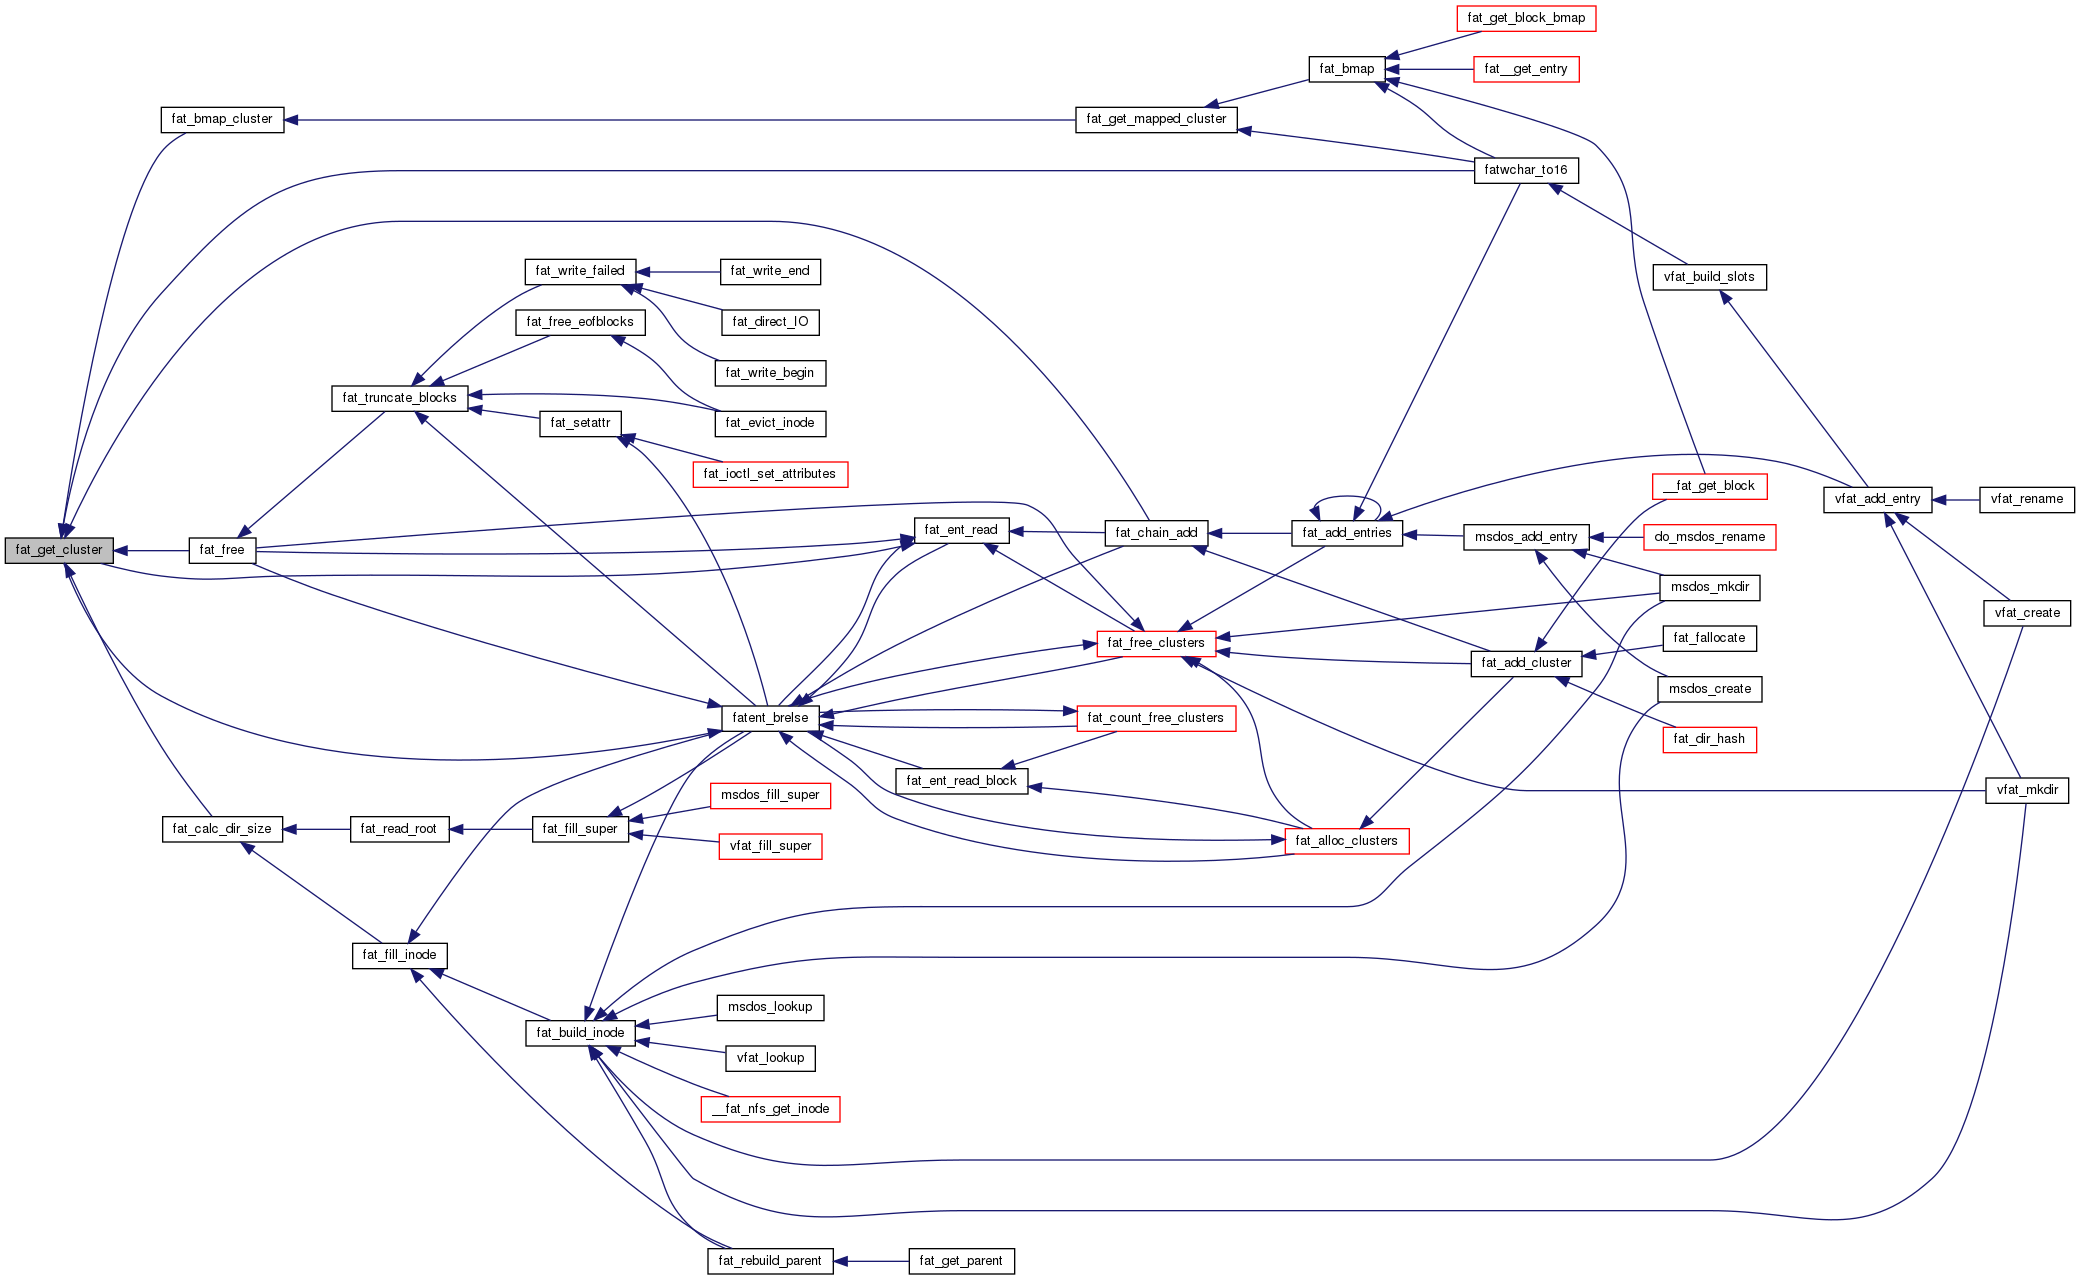 fat_get_block_bmap
fat_bmap
fat__get_entry
fat_bmap_cluster
fat_get_mapped_cluster
fatwchar_to16
fat_write_failed
fat_write_end
vfat_build_slots
fat_free_eofblocks
fat_direct_IO
fat_write_begin
fat_truncate_blocks
fat_setattr
fat_evict_inode
fat_ioctl_set_attributes
__fat_get_block
vfat_add_entry
vfat_rename
fat_get_cluster
fat_free
fat_ent_read
fat_chain_add
fat_add_entries
msdos_add_entry
do_msdos_rename
msdos_mkdir
vfat_create
fat_free_clusters
fat_fallocate
fat_add_cluster
msdos_create
fatent_brelse
fat_count_free_clusters
fat_dir_hash
fat_ent_read_block
vfat_mkdir
msdos_fill_super
fat_calc_dir_size
fat_read_root
fat_fill_super
vfat_fill_super
fat_alloc_clusters
fat_fill_inode
msdos_lookup
fat_build_inode
vfat_lookup
__fat_nfs_get_inode
fat_rebuild_parent
fat_get_parent